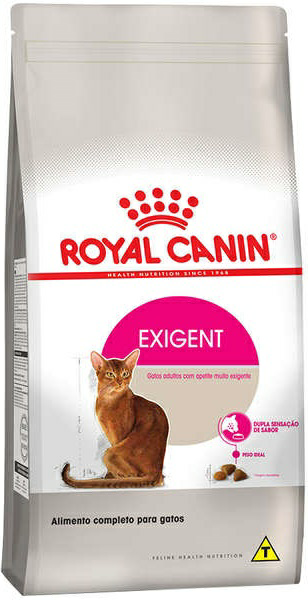 ROYAL CANIN®
HEALTH NUTRITION SINCE 1968
EXIGENT
Gatos adultos com apetite muito exigente
DUPLA SENSAÇÃO
DE SABOR
PESO IDEAL
Alimento completo para gatos
T
FELINE HEALTH NUTRITION